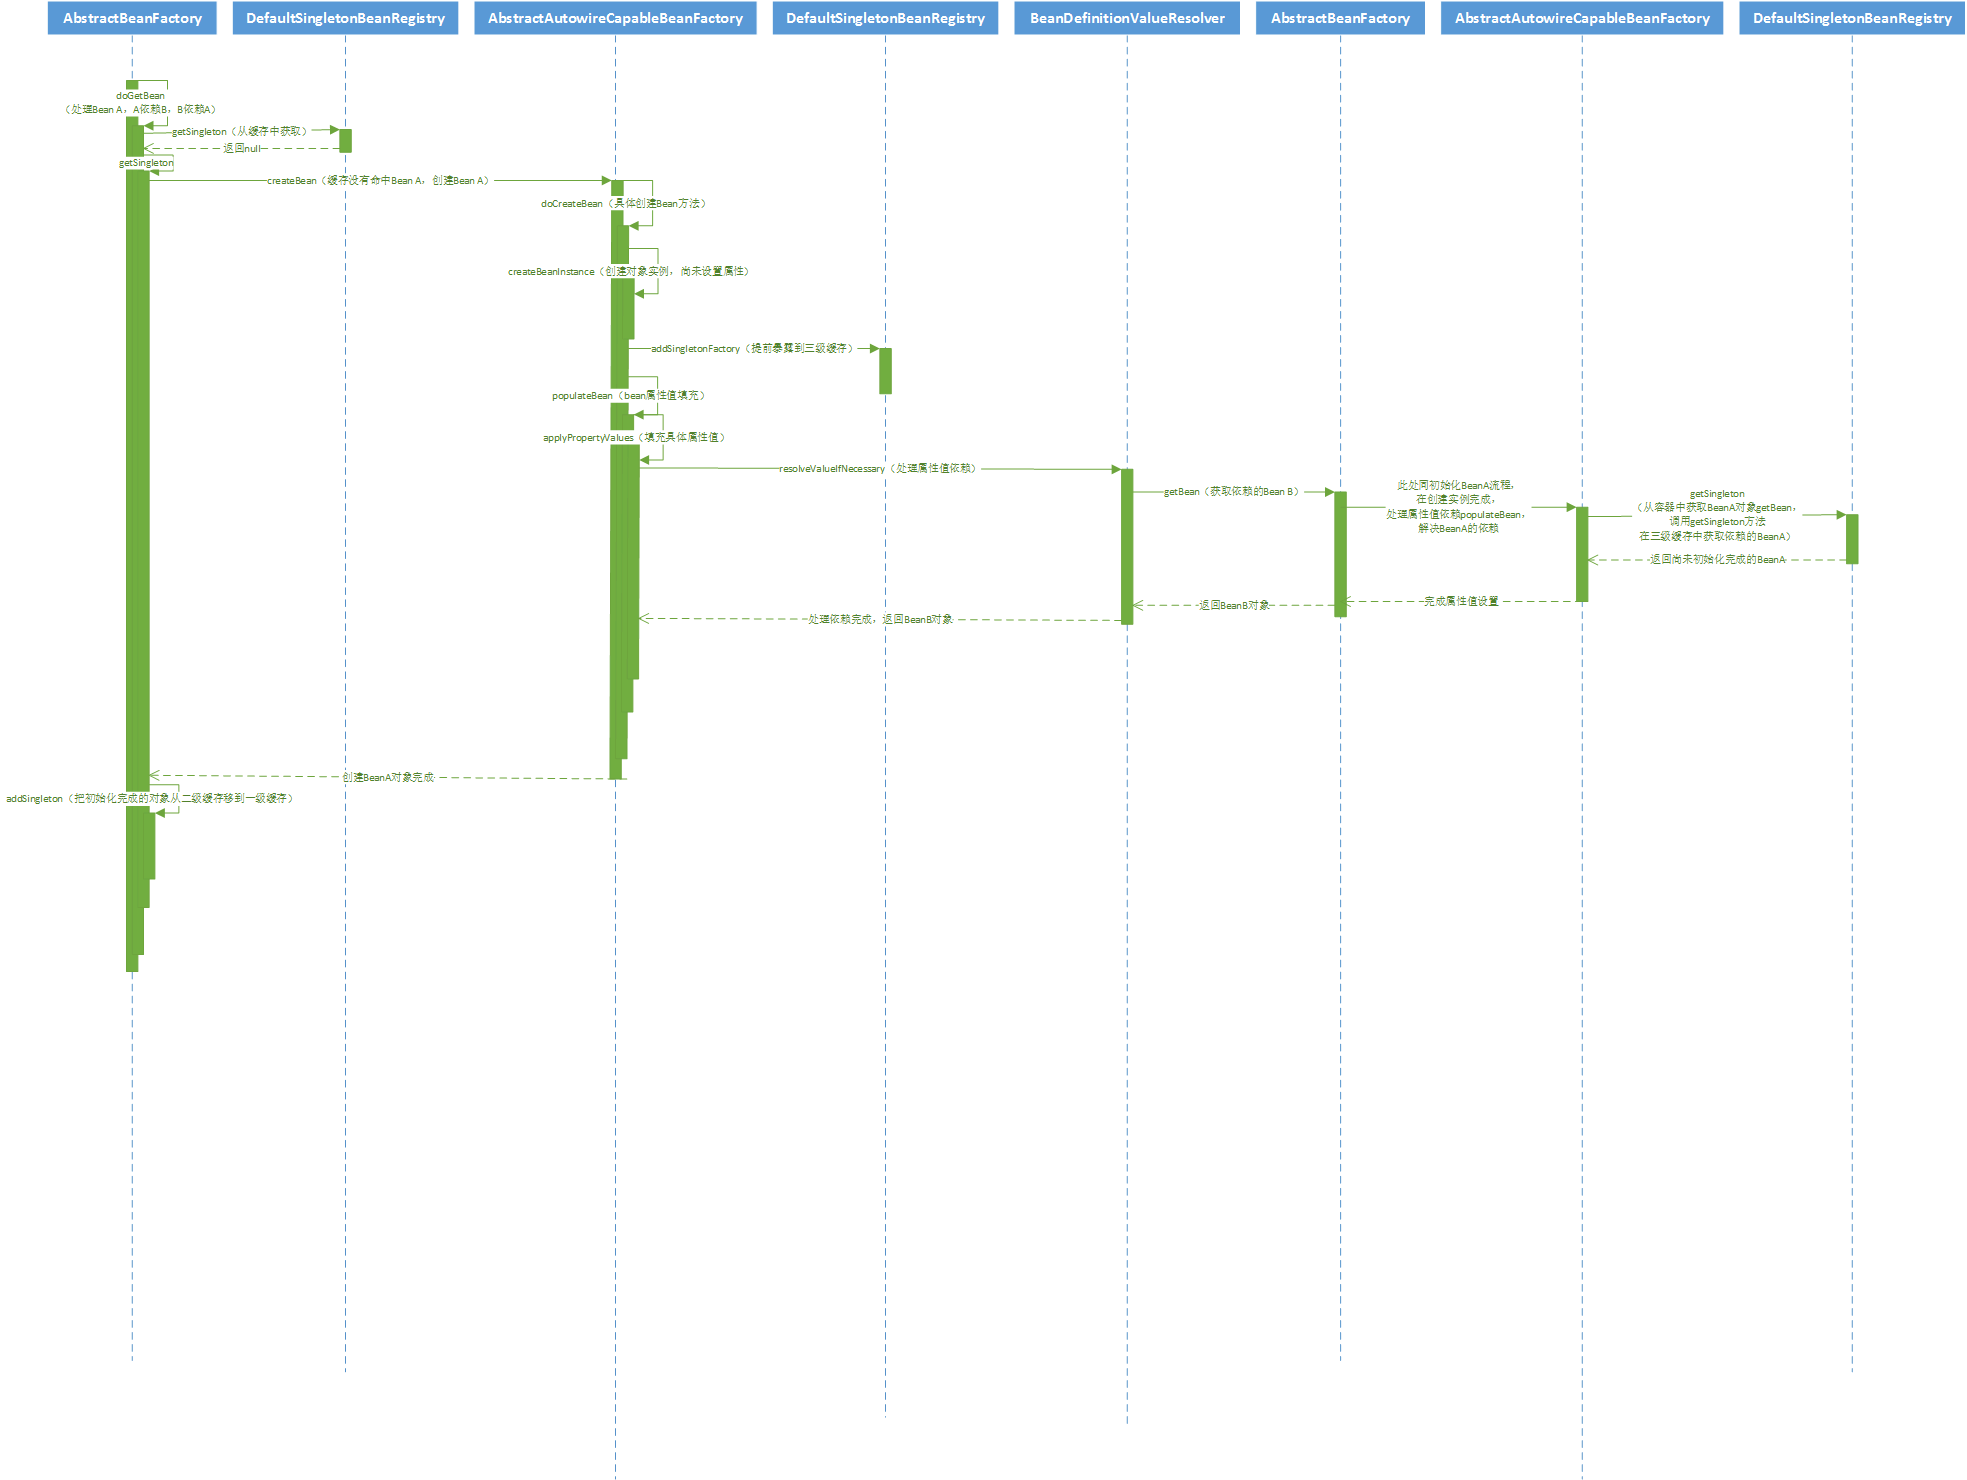 AbstractBeanFactory
DefaultSingletonBeanRegistry
AbstractAutowireCapableBeanFactory
DefaultSingletonBeanRegistry
BeanDefinitionValueResolver
AbstractBeanFactory
AbstractAutowireCapableBeanFactory
DefaultSingletonBeanRegistry
doGetBean
（处理Bean A，A依赖B，B依赖A）
getSingleton（从缓存中获取）
返回null
getSingleton
createBean（缓存没有命中Bean A，创建Bean A）
doCreateBean（具体创建Bean方法）
createBeanInstance（创建对象实例，尚未设置属性）
addSingletonFactory（提前暴露到三级缓存）
populateBean（bean属性值填充）
applyPropertyValues（填充具体属性值）
resolveValueIfNecessary（处理属性值依赖）
getBean（获取依赖的Bean B）
此处同初始化BeanA流程，
在创建实例完成，
处理属性值依赖populateBean，
解决BeanA的依赖
getSingleton
（从容器中获取BeanA对象getBean，
调用getSingleton方法
在三级缓存中获取依赖的BeanA）
返回尚未初始化完成的BeanA
完成属性值设置
返回BeanB对象
处理依赖完成，返回BeanB对象
创建BeanA对象完成
addSingleton（把初始化完成的对象从二级缓存移到一级缓存）